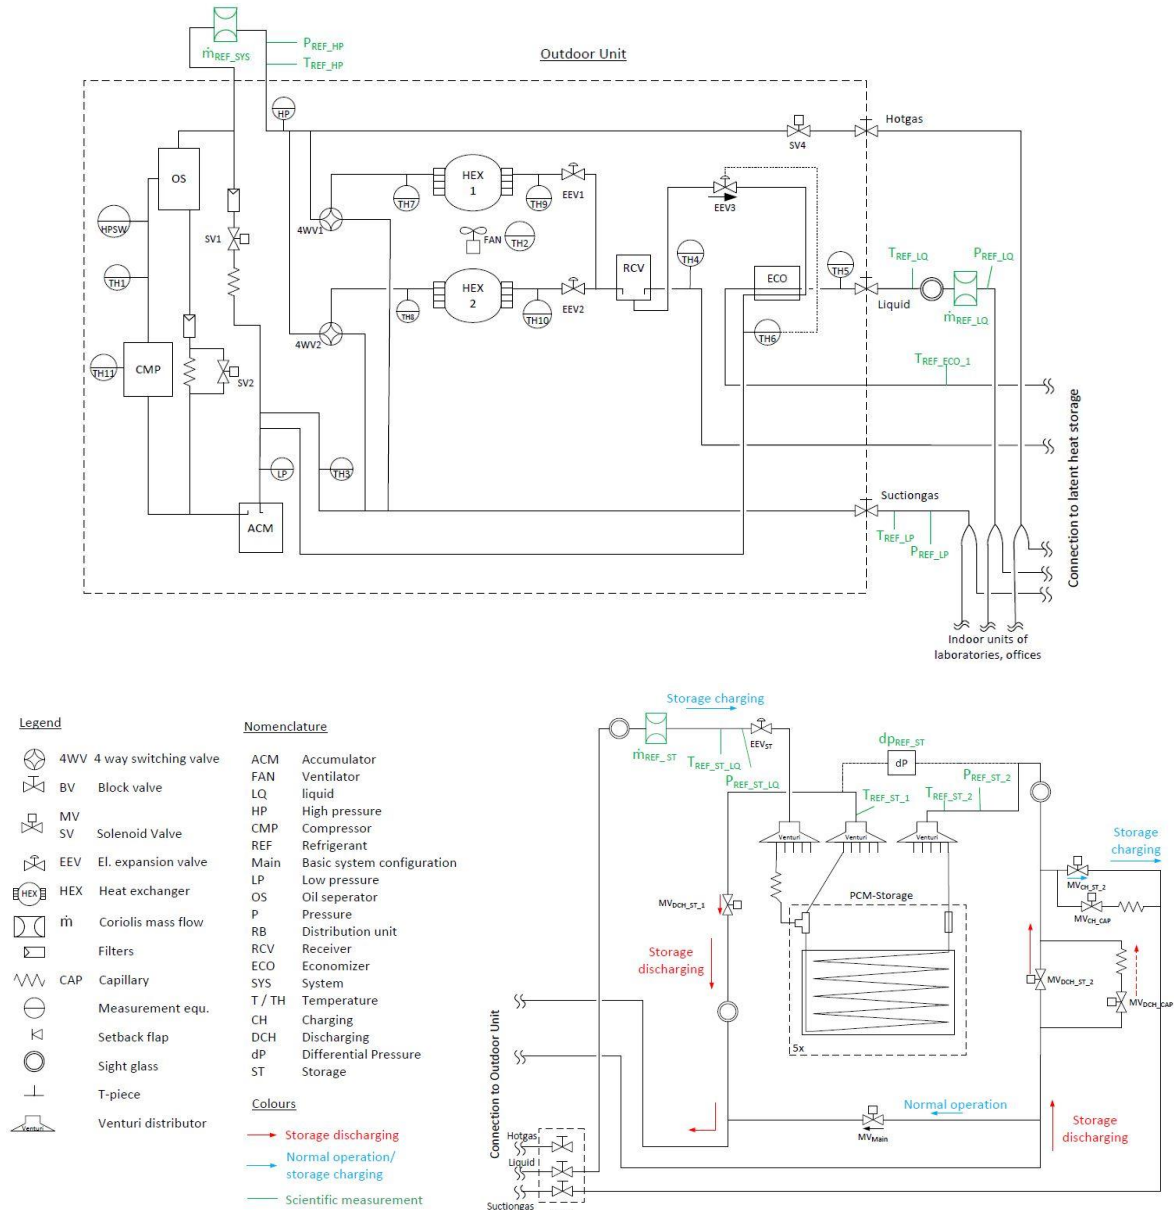 Outdoor Unit
ṁREF_SYS
PREF_HP
TREF_HP
HP
SV4
Hotgas
OS
HPSW
TH1
SV1
TH11
CMP
SV2
LP
TH3
ACM
4WV1
4WV2
TH7
HEX
1
TH9
EEV1
FAN
TH2
TH8
HEX
2
TH10
EEV2
RCV
TH4
EEV3
ECO
TH5
TH6
Liquid
TREF_LQ
PREF_LQ
ṁREF_LQ
TREF_ECO_1
Suctiongas
TREF_LP
PREF_LP
Connection to latent heat storage
Indoor units of
laboratories, offices
Legend
4WV 4 way switching valve
BV Block valve
MV
SV Solenoid Valve
EEV El. expansion valve
HEX HEX Heat exchanger
ṁ Coriolis mass flow
Filters
CAP Capillary
Measurement equ.
Setback flap
Sight glass
T-piece
Venturi Venturi distributor
Nomenclature
ACM Accumulator
FAN Ventilator
LQ liquid
HP High pressure
CMP Compressor
REF Refrigerant
Main Basic system configuration
LP Low pressure
OS Oil seperator
P Pressure
RB Distribution unit
RCV Receiver
ECO Economizer
SYS System
T / TH Temperature
CH Charging
DCH Discharging
dP Differential Pressure
ST Storage
Colours
Storage discharging
Normal operation/
storage charging
Scientific measurement
Storage charging
ṁREF_ST
TREF_ST_LQ
PREF_ST_LQ
EEVST
dpREF_ST
dP
TREF_ST_1
TREF_ST_2
PREF_ST_2
Venturi
Venturi
Venturi
Storage
charging
MVCH_ST_2
MVCH_CAP
MVDCH_ST_1
PCM-Storage
5x
Storage
discharging
MVDCH_ST_2
MVDCH_CAP
Connection to Outdoor Unit
Normal operation
MVMain
Storage
discharging
Hotgas
Liquid
Suctiongas